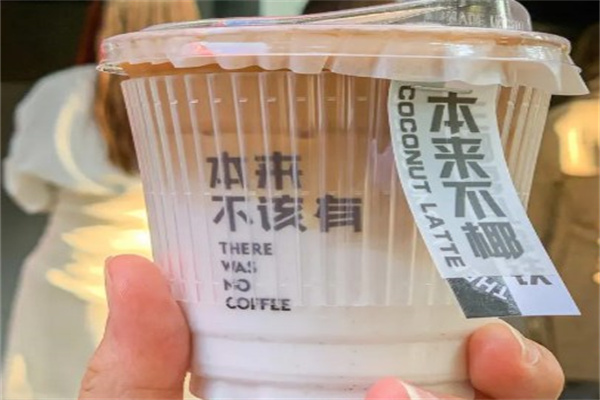 本来
不该有
THERE
WAS
NO
COFFEE
本来不椰
COCONUT LATTE